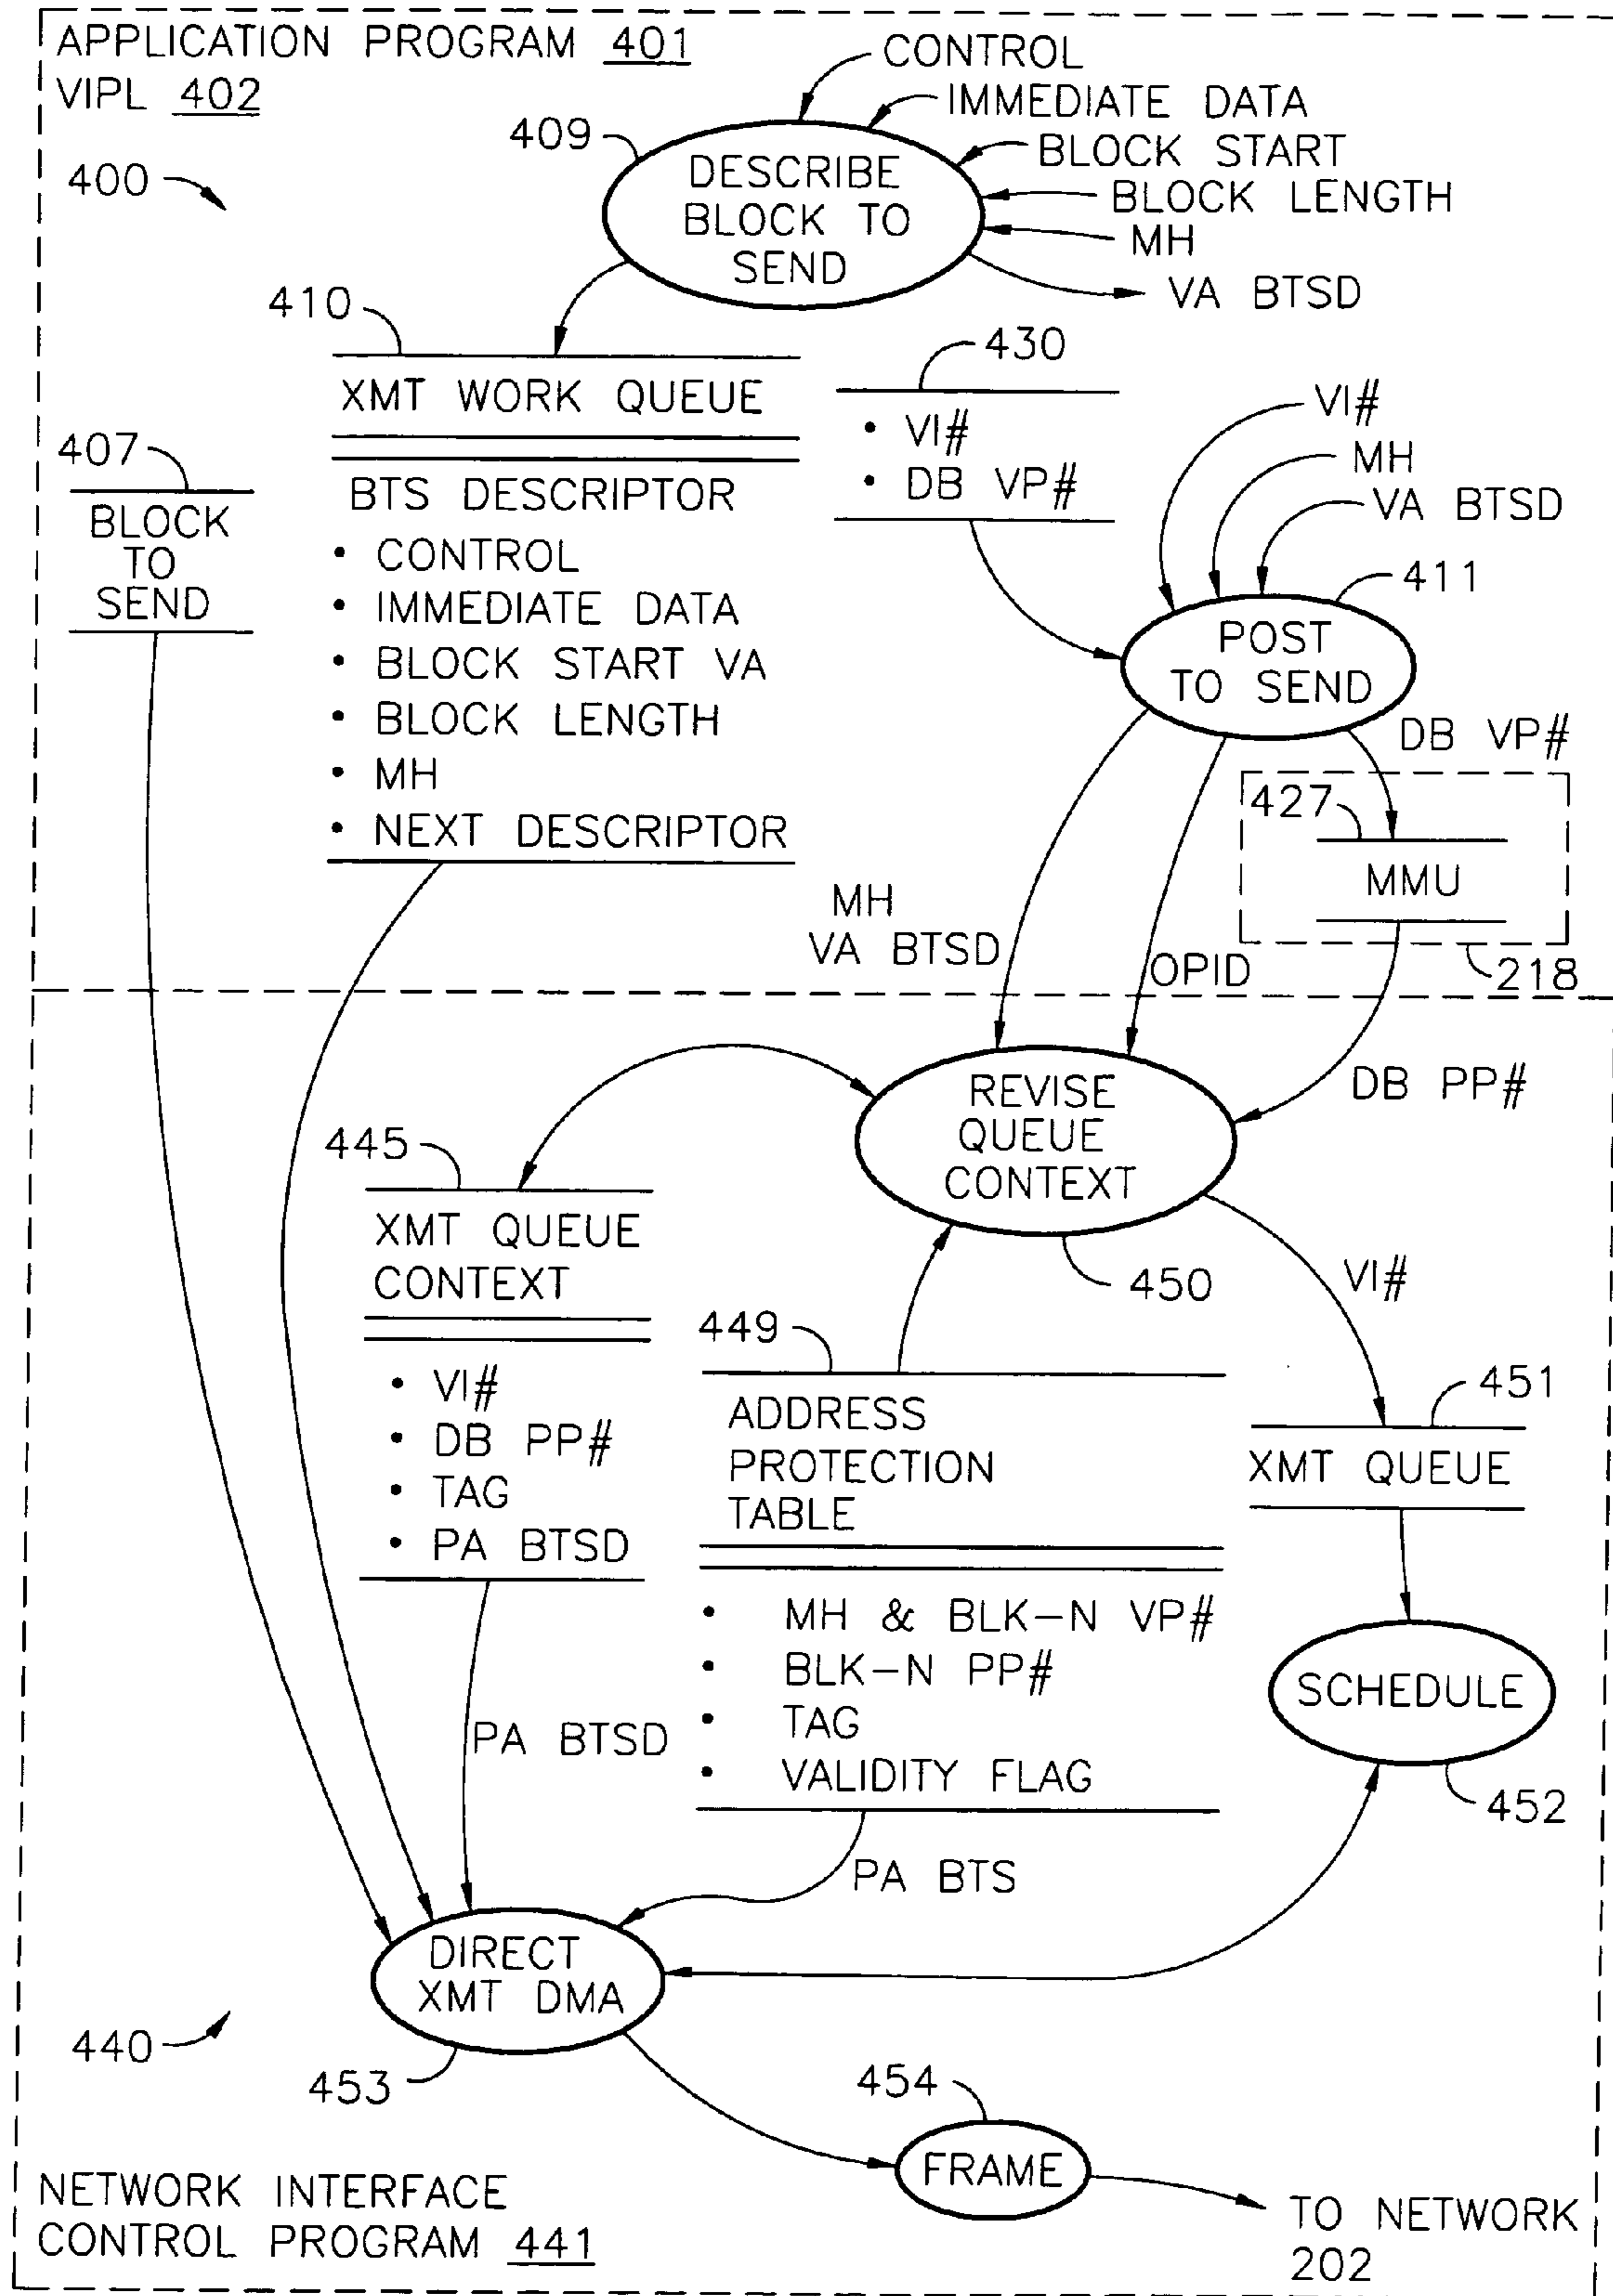 APPLICATION PROGRAM 401
VIPL 402
CONTROL
IMMEDIATE DATA
BLOCK START
BLOCK LENGTH
MH
VA BTSD
409
DESCRIBE
BLOCK TO
SEND
400
410
XMT WORK QUEUE
BTS DESCRIPTOR
• CONTROL
• IMMEDIATE DATA
• BLOCK START VA
• BLOCK LENGTH
• MH
• NEXT DESCRIPTOR
407
BLOCK
TO
SEND
430
• VI#
• DB VP#
VI#
MH
VA BTSD
411
POST
TO SEND
DB VP#
427
MMU
218
MH
VA BTSD
OPID
DB PP#
REVISE
QUEUE
CONTEXT
450
445
XMT QUEUE
CONTEXT
• VI#
• DB PP#
• TAG
• PA BTSD
449
ADDRESS
PROTECTION
TABLE
• MH & BLK-N VP#
• BLK-N PP#
• TAG
• VALIDITY FLAG
VI#
451
XMT QUEUE
SCHEDULE
452
PA BTSD
PA BTS
DIRECT
XMT DMA
453
440
454
FRAME
TO NETWORK
202
NETWORK INTERFACE
CONTROL PROGRAM 441